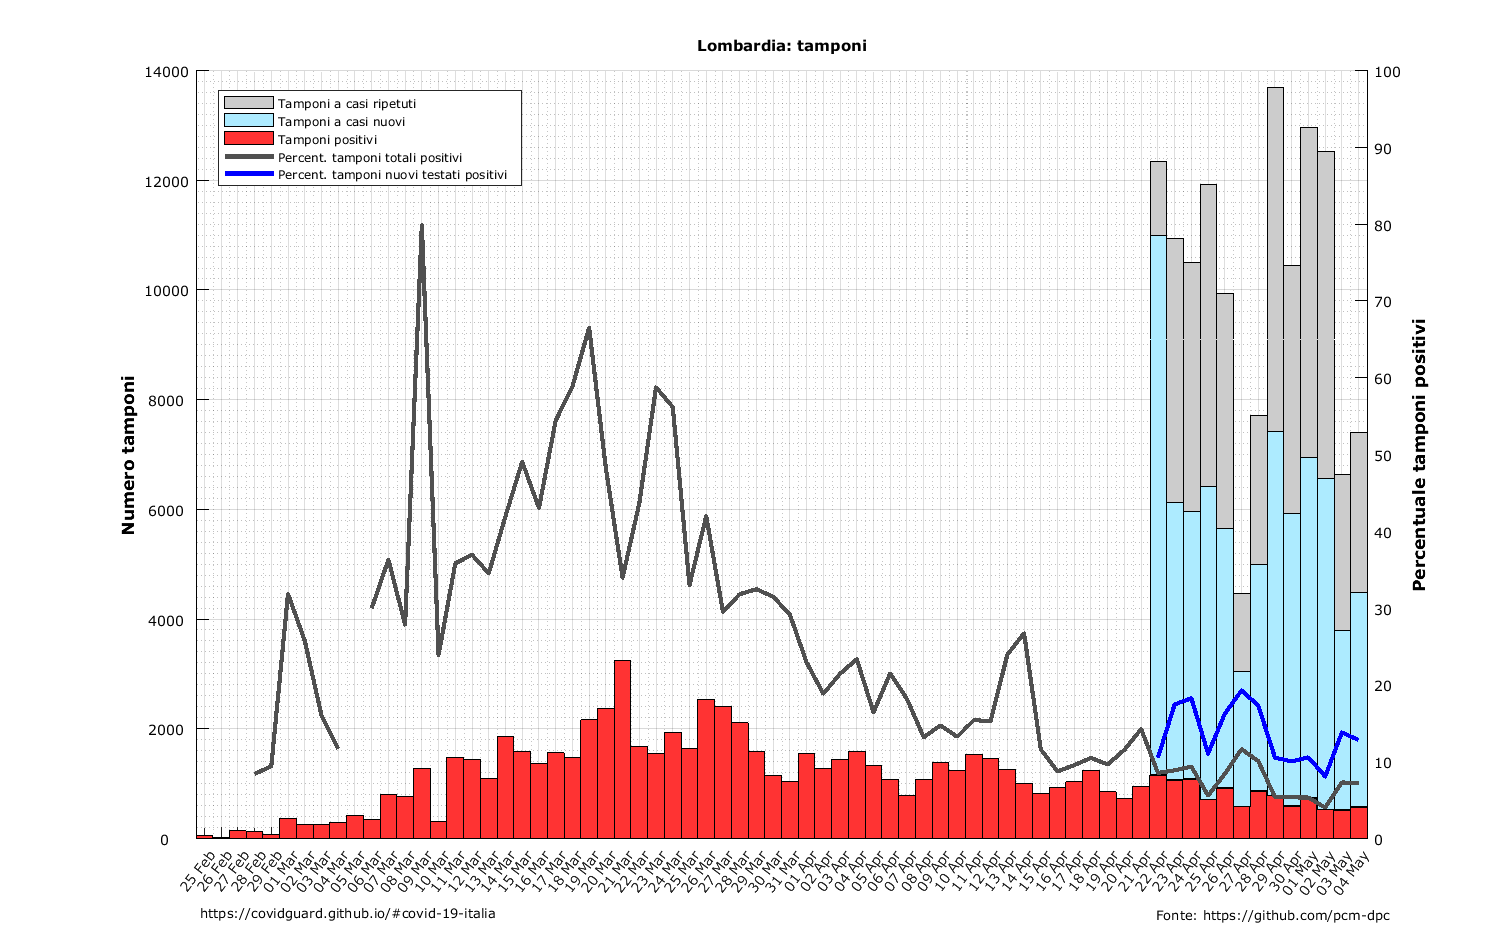 Lombardia: tamponi
14000
12000
10000
8000
6000
4000
2000
0
100
90
80
70
60
50
40
30
20
10
0
Numero tamponi
Percentuale tamponi positivi
Tamponi a casi ripetuti
Tamponi a casi nuovi
Tamponi positivi
Percent. tamponi totali positivi
Percent. tamponi nuovi testati positivi
25 Feb
26 Feb
27 Feb
28 Feb
29 Feb
01 Mar
02 Mar
03 Mar
04 Mar
05 Mar
06 Mar
07 Mar
08 Mar
09 Mar
10 Mar
11 Mar
12 Mar
13 Mar
14 Mar
15 Mar
16 Mar
17 Mar
18 Mar
19 Mar
20 Mar
21 Mar
22 Mar
23 Mar
24 Mar
25 Mar
26 Mar
27 Mar
28 Mar
29 Mar
30 Mar
31 Mar
01 Apr
02 Apr
03 Apr
04 Apr
05 Apr
06 Apr
07 Apr
08 Apr
09 Apr
10 Apr
11 Apr
12 Apr
13 Apr
14 Apr
15 Apr
16 Apr
17 Apr
18 Apr
19 Apr
20 Apr
21 Apr
22 Apr
23 Apr
24 Apr
25 Apr
26 Apr
27 Apr
28 Apr
29 Apr
30 Apr
01 May
02 May
03 May
04 May
https://covidguard.github.io/#covid-19-italia
Fonte: https://github.com/pcm-dpc